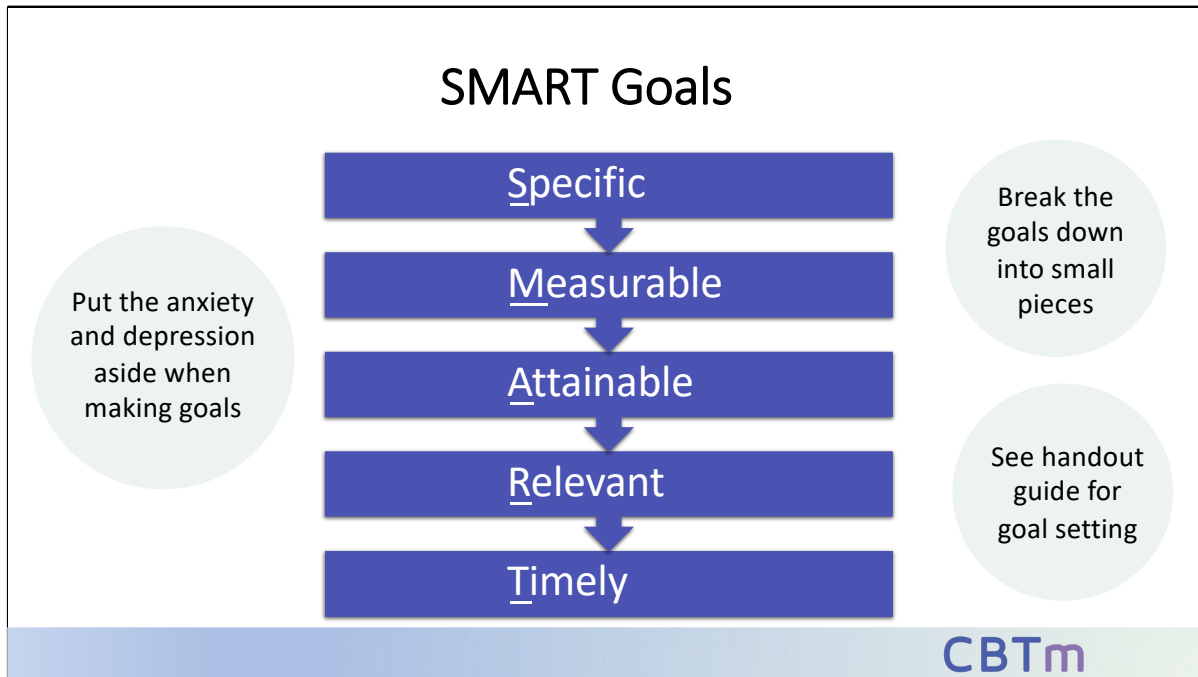 SMART Goals
Put the anxiety
and depression
aside when
making goals
Specific
Measurable
Attainable
Relevant
Timely
Break the
goals down
into small
pieces
See handout
guide for
goal setting
CBTm